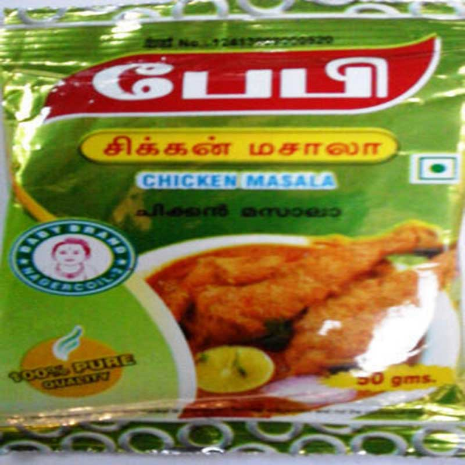 பேபி
சிக்கன் மசாலா
CHICKEN MASALA
ചിക്കൻ മസാലാ
BABY BRAND
NAGERCOIL-2
100% PURE
QUALITY
50 gms.